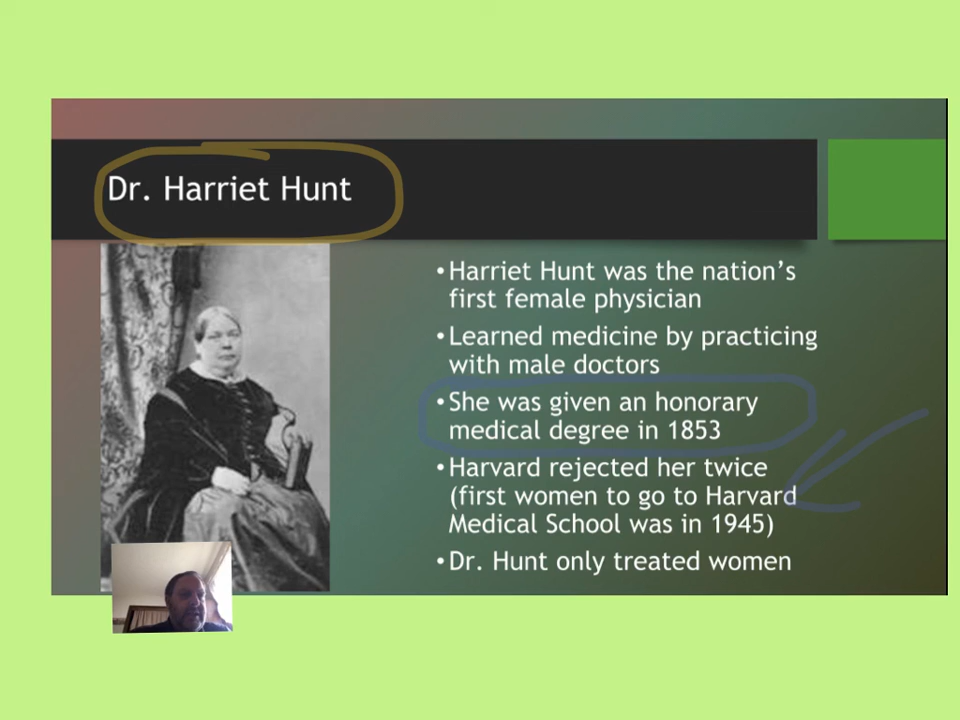 Dr. Harriet Hunt
•Harriet Hunt was the nation's
first female physician
•Learned medicine by practicing
with male doctors
•She was given an honorary
medical degree in 1853
•Harvard rejected her twice
(first women to go to Harvard
Medical School was in 1945)
•Dr. Hunt only treated women